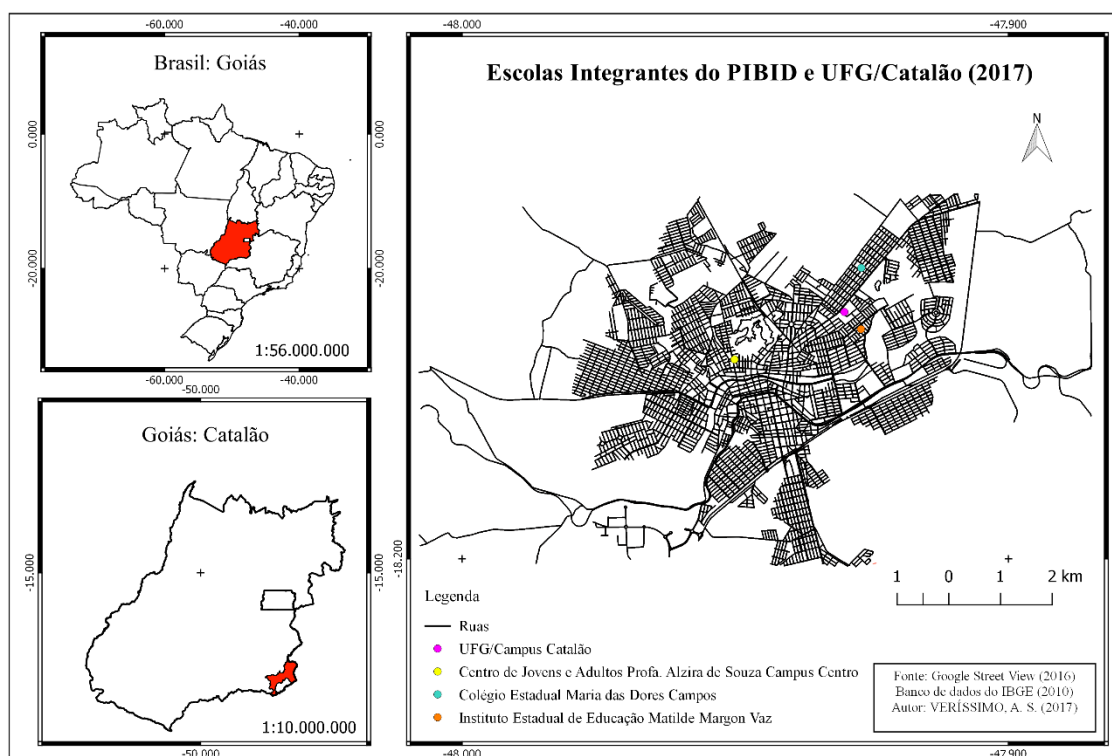 -60.000 -40.000
Brasil: Goiás
0.000
0.000
-20.000
-20.000
1:56.000.000
-60.000 -40.000
-50.000
Goiás: Catalão
-15.000
-15.000
1:10.000.000
-50.000
-48.000 -47.900
Escolas Integrantes do PIBID e UFG/Catalão (2017)
N
-18.200
1 0 1 2 km
Legenda
Ruas
UFG/Campus Catalão
Centro de Jovens e Adultos Profa. Alzira de Souza Campus Centro
Colégio Estadual Maria das Dores Campos
Instituto Estadual de Educação Matilde Margon Vaz
Fonte: Google Street View (2016)
Banco de dados do IBGE (2010)
Autor: VERÍSSIMO, A. S. (2017)
-48.000 -47.900